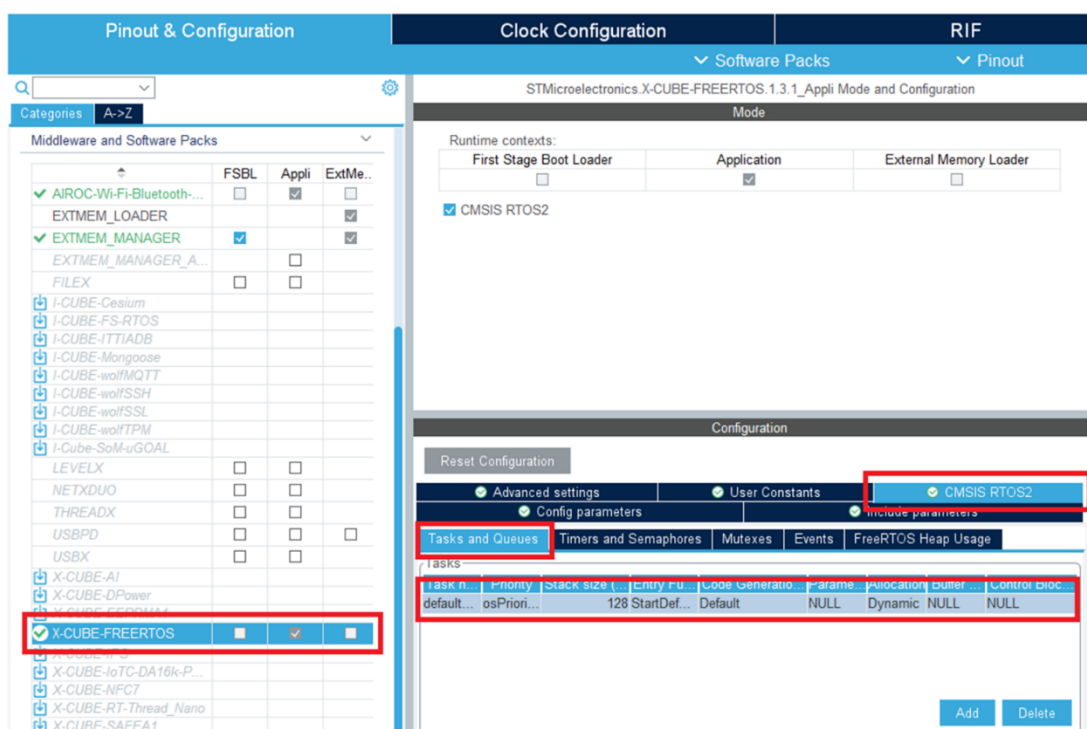 Pinout & Configuration Clock Configuration RIF
Software Packs Pinout
Categories A->Z
Middleware and Software Packs
FSBL Appli ExtMe..
AIROC-Wi-Fi-Bluetooth-...
EXTMEM_LOADER
EXTMEM_MANAGER
EXTMEM_MANAGER_A...
FILEX
I-CUBE-Cesium
I-CUBE-FS-RTOS
I-CUBE-ITTIADB
I-CUBE-Mongoose
I-CUBE-wolfMQTT
I-CUBE-wolfSSH
I-CUBE-wolfSSL
I-CUBE-wolfTPM
I-Cube-SoM-uGOAL
LEVELX
NETXDUO
THREADX
USBPD
USBX
X-CUBE-AI
X-CUBE-DPower
X-CUBE-EEPRMA1
X-CUBE-FREERTOS
X-CUBE-IPS
X-CUBE-IoTC-DA16k-P...
X-CUBE-NFC7
X-CUBE-RT-Thread_Nano
X-CUBE-SAFEA1
STMicroelectronics.X-CUBE-FREERTOS.1.3.1_Appli Mode and Configuration
Mode
Runtime contexts:
First Stage Boot Loader Application External Memory Loader
CMSIS RTOS2
Configuration
Reset Configuration
Advanced settings User Constants CMSIS RTOS2
Config parameters Include parameters
Tasks and Queues Timers and Semaphores Mutexes Events FreeRTOS Heap Usage
Tasks
Task n... Priority Stack size (... Entry Fu... Code Generatio... Parame... Allocation Buffer ... Control Bloc...
default... osPriori... 128 StartDef... Default NULL Dynamic NULL NULL
Add Delete